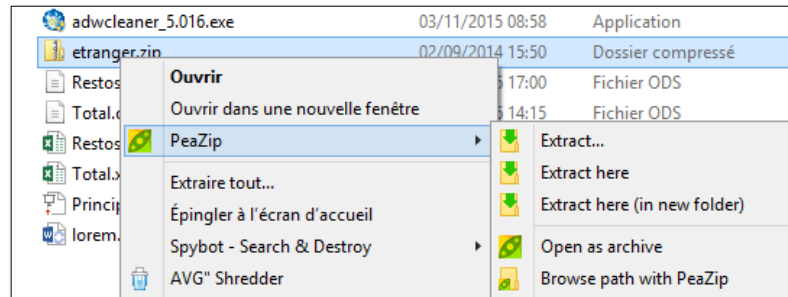 adwcleaner_5.016.exe 03/11/2015 08:58 Application
etranger.zip 02/09/2014 15:50 Dossier compressé
Restos 17:00 Fichier ODS
Total. 14:15 Fichier ODS
Restos
Total.x
Princip
lorem.
Ouvrir
Ouvrir dans une nouvelle fenêtre
PeaZip
Extraire tout...
Épingler à l'écran d'accueil
Spybot - Search & Destroy
AVG" Shredder
Extract...
Extract here
Extract here (in new folder)
Open as archive
Browse path with PeaZip